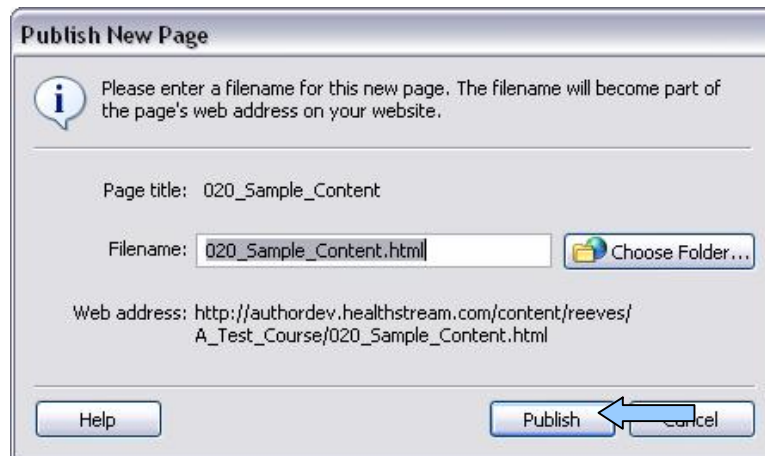 Publish New Page
Please enter a filename for this new page. The filename will become part of
the page's web address on your website.
Page title: 020_Sample_Content
Filename: 020_Sample_Content.html Choose Folder...
Web address: http://authordev.healthstream.com/content/reeves/
A_Test_Course/020_Sample_Content.html
Help Publish Cancel